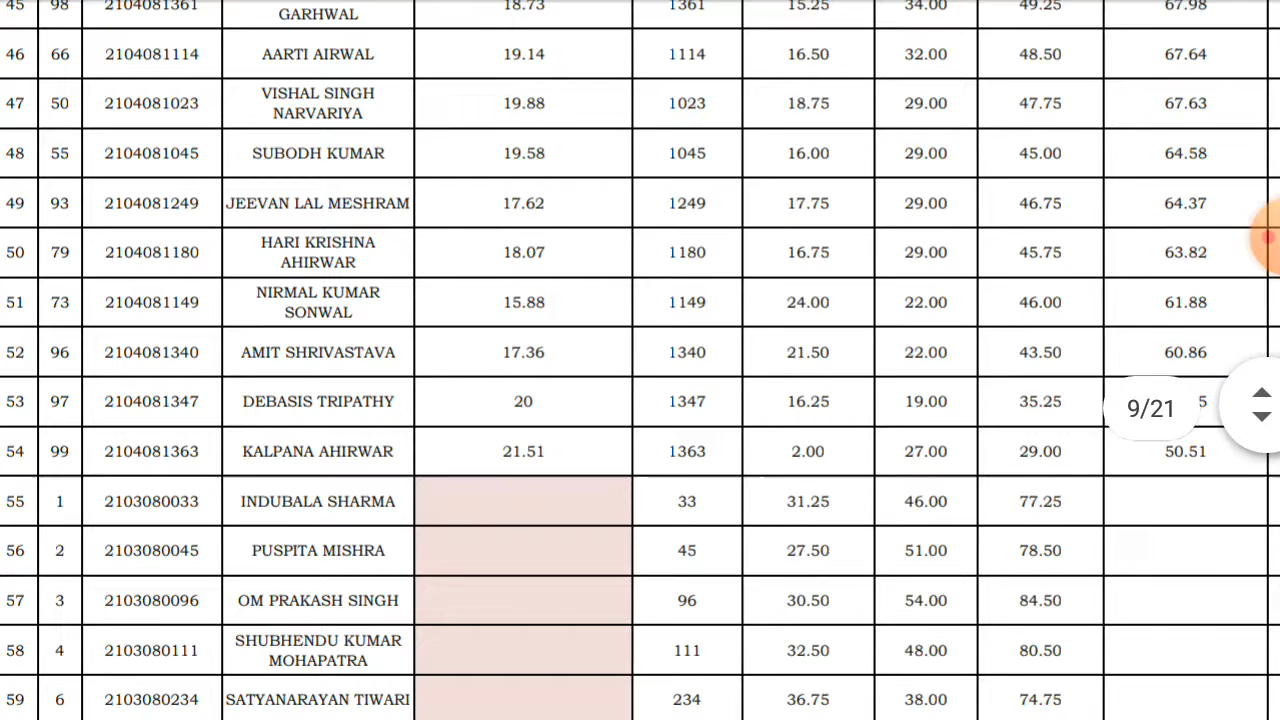 45 98 2104081361 GARHWAL 18.73 1361 15.25 34.00 49.25 67.98
46 66 2104081114 AARTI AIRWAL 19.14 1114 16.50 32.00 48.50 67.64
47 50 2104081023 VISHAL SINGH NARVARIYA 19.88 1023 18.75 29.00 47.75 67.63
48 55 2104081045 SUBODH KUMAR 19.58 1045 16.00 29.00 45.00 64.58
49 93 2104081249 JEEVAN LAL MESHRAM 17.62 1249 17.75 29.00 46.75 64.37
50 79 2104081180 HARI KRISHNA AHIRWAR 18.07 1180 16.75 29.00 45.75 63.82
51 73 2104081149 NIRMAL KUMAR SONWAL 15.88 1149 24.00 22.00 46.00 61.88
52 96 2104081340 AMIT SHRIVASTAVA 17.36 1340 21.50 22.00 43.50 60.86
53 97 2104081347 DEBASIS TRIPATHY 20 1347 16.25 19.00 35.25 5
9/21
54 99 2104081363 KALPANA AHIRWAR 21.51 1363 2.00 27.00 29.00 50.51
55 1 2103080033 INDUBALA SHARMA 33 31.25 46.00 77.25
56 2 2103080045 PUSPITA MISHRA 45 27.50 51.00 78.50
57 3 2103080096 OM PRAKASH SINGH 96 30.50 54.00 84.50
58 4 2103080111 SHUBHENDU KUMAR MOHAPATRA 111 32.50 48.00 80.50
59 6 2103080234 SATYANARAYAN TIWARI 234 36.75 38.00 74.75